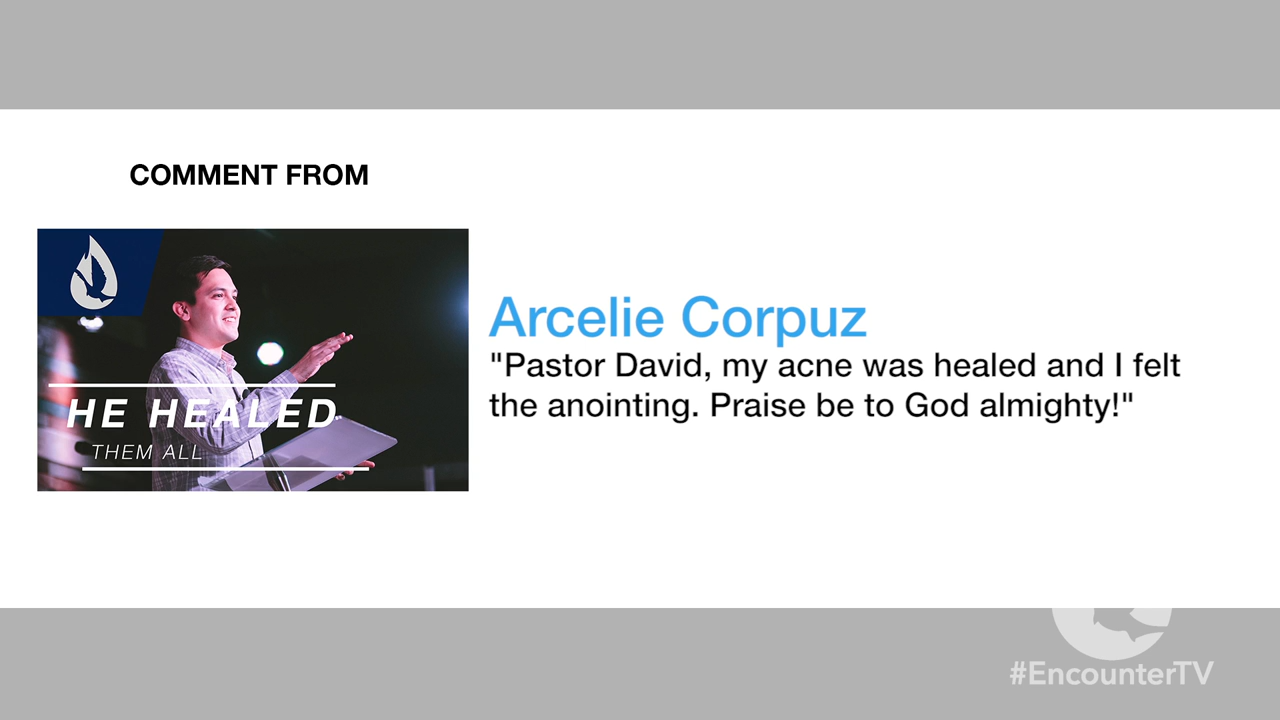 COMMENT FROM
HE HEALED
THEM ALL
Arcelie Corpuz
"Pastor David, my acne was healed and I felt
the anointing. Praise be to God almighty!"
#EncounterTV